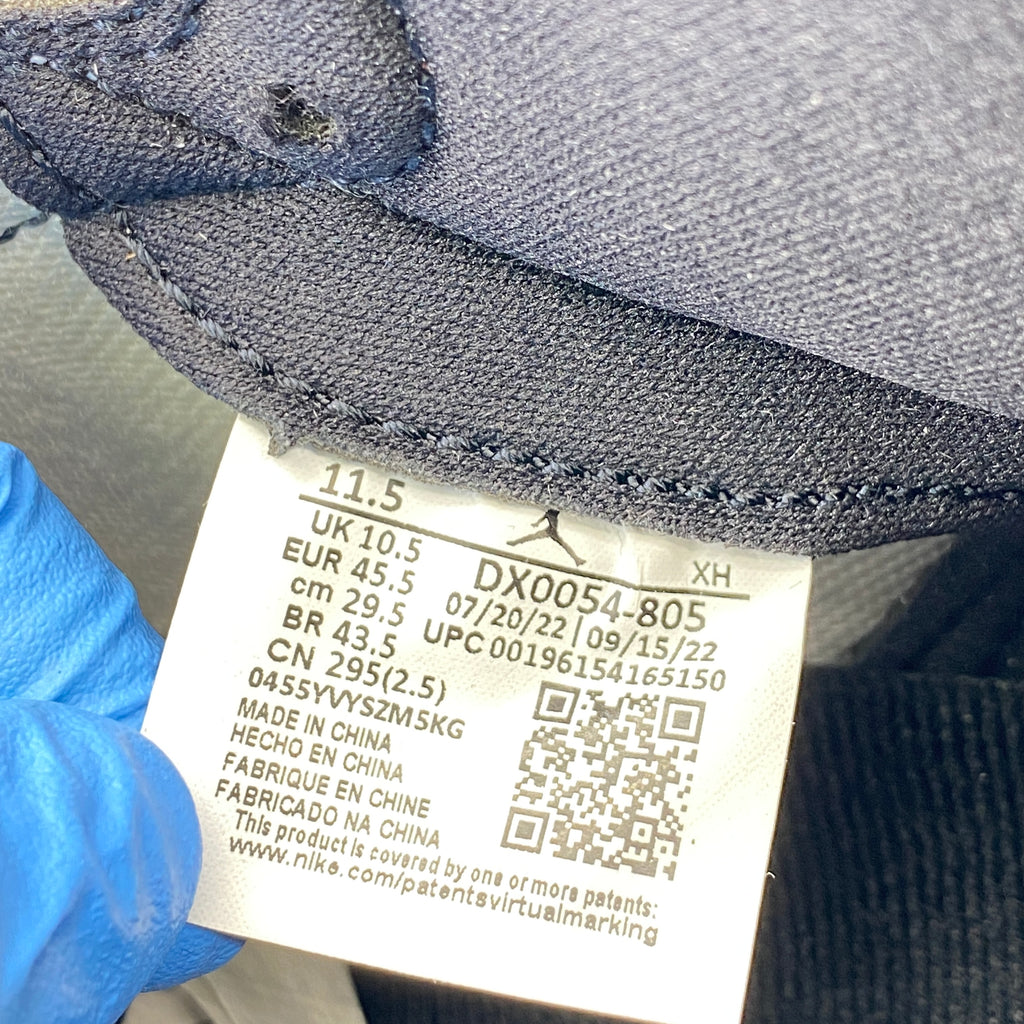 11.5
XH
UK 10.5
EUR 45.5
cm 29.5
BR 43.5
CN 295(2.5)
DX0054-805
07/20/22 | 09/15/22
UPC 00196154165150
0455YVYSZM5KG
MADE IN CHINA
HECHO EN CHINA
FABRIQUE EN CHINE
FABRICADO NA CHINA
This product is covered by one or more patents:
www.nike.com/patentsvirtualmarking